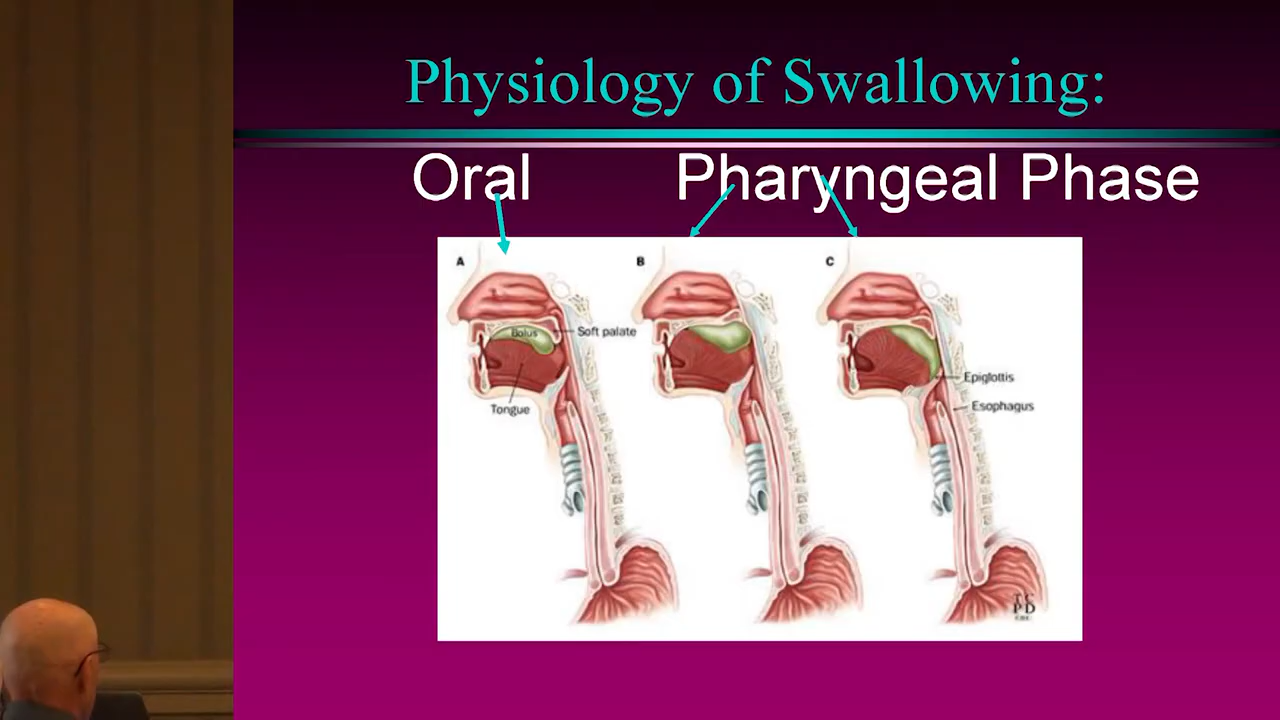 Physiology of Swallowing:
Oral Pharyngeal Phase
A B C
Bolus
Soft palate
Tongue
Epiglottis
Esophagus